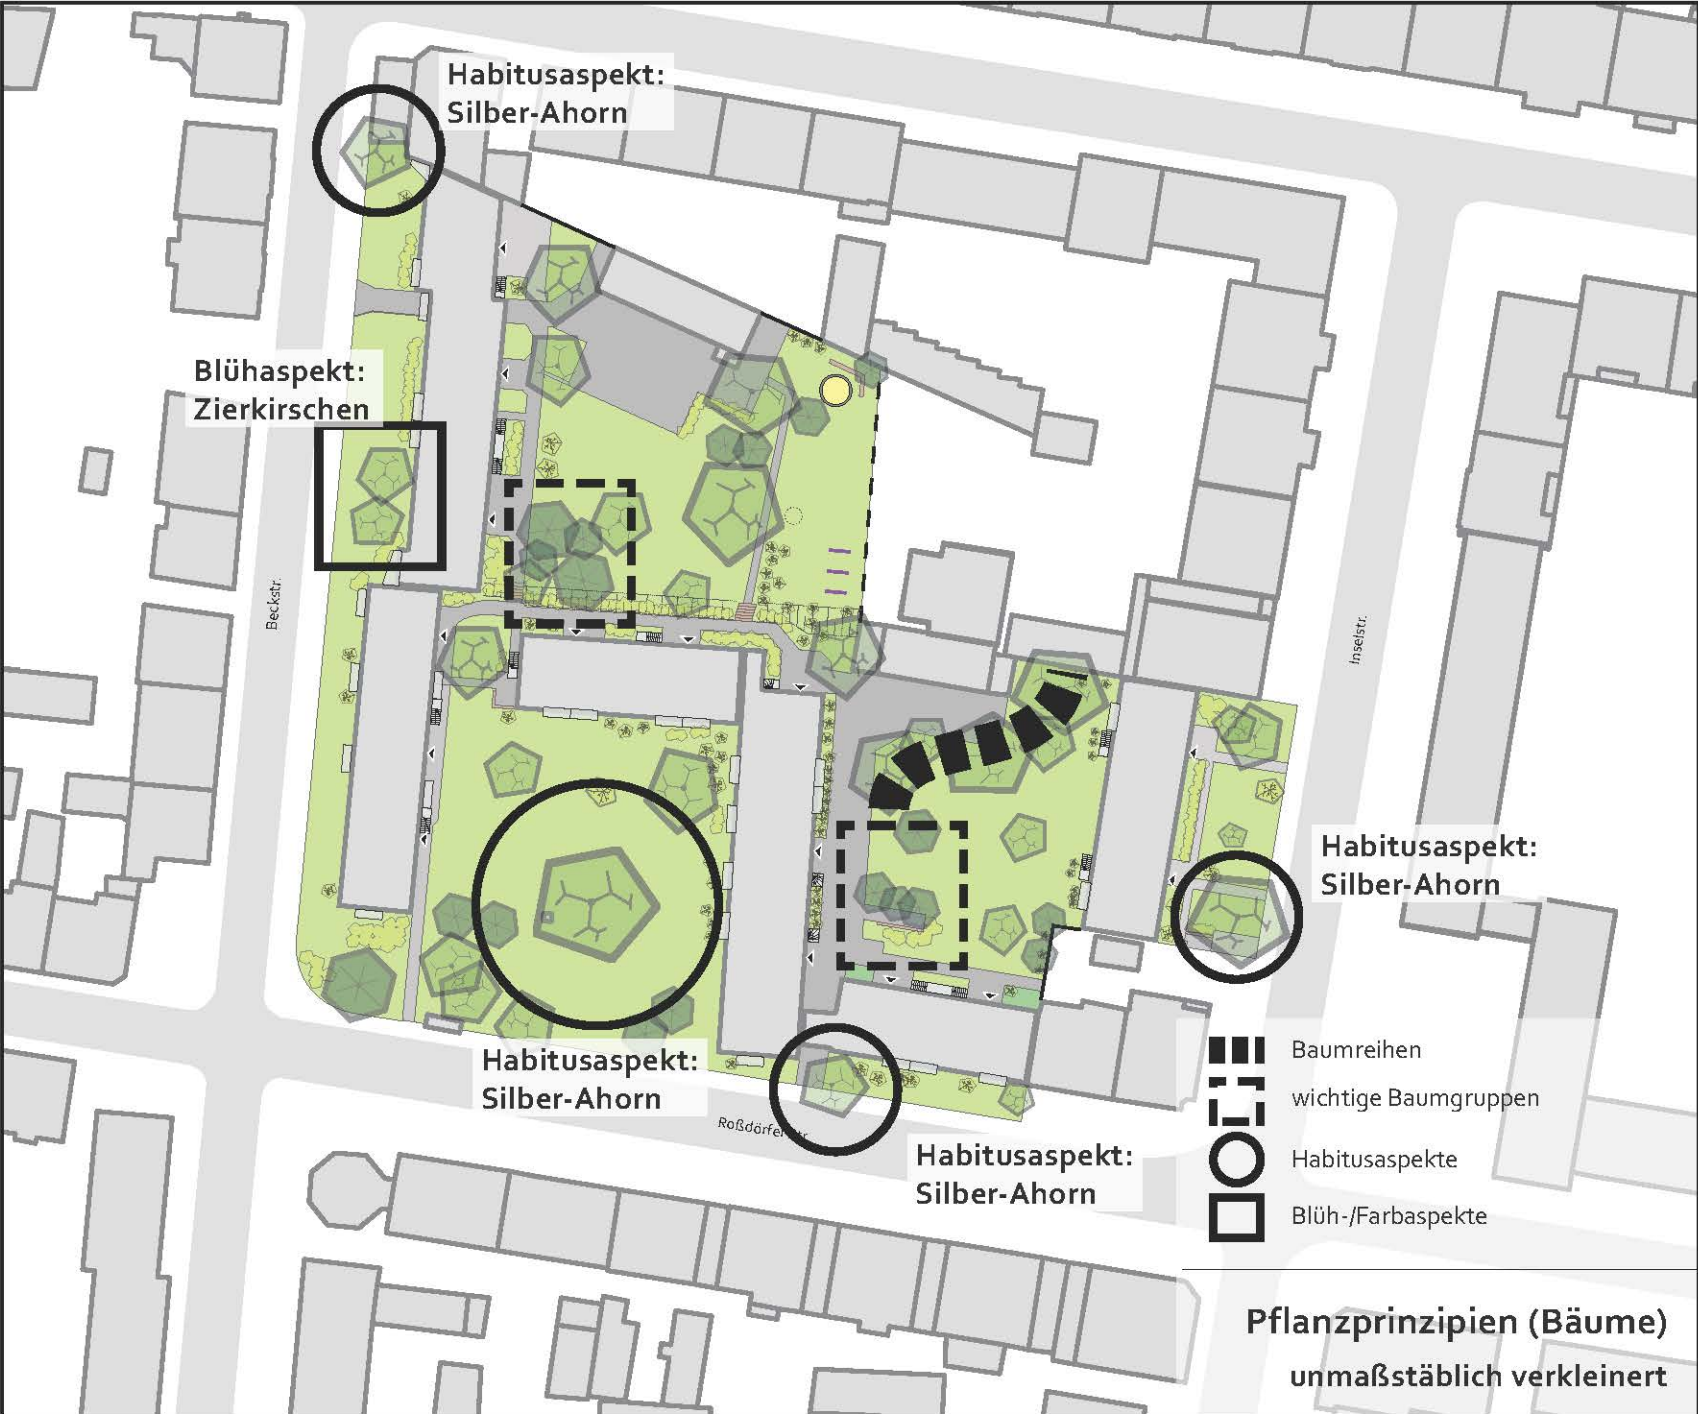 Habitusaspekt:
Silber-Ahorn
Blühaspekt:
Zierkirschen
Beckstr.
Inselstr.
Habitusaspekt:
Silber-Ahorn
Habitusaspekt:
Silber-Ahorn
Habitusaspekt:
Silber-Ahorn
Baumreihen
wichtige Baumgruppen
Habitusaspekte
Blüh-/Farbaspekte
Pflanzprinzipien (Bäume)
unmaßstäblich verkleinert